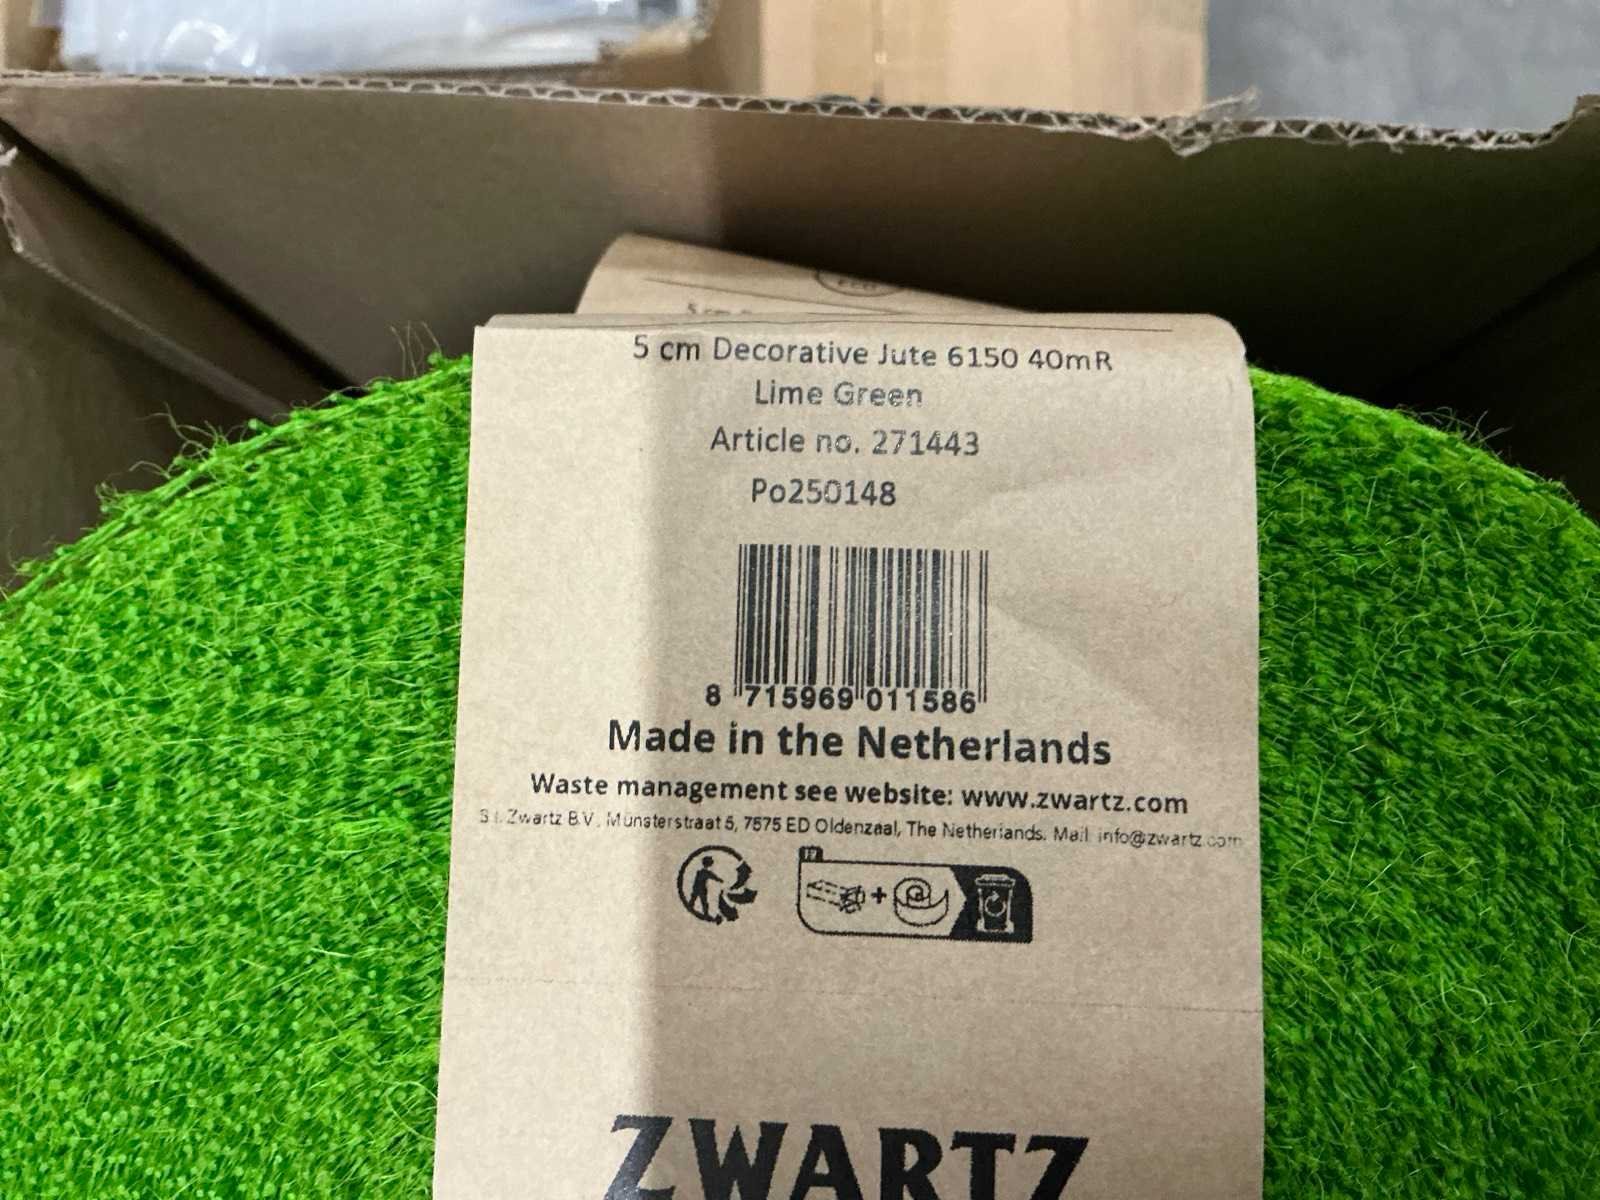 5 cm
5 cm Decorative Jute 6150 40mR
Lime Green
Article no. 271443
Po250148
8 715969 011586
Made in the Netherlands
Waste management see website: www.zwartz.com
Zwartz B.V., Münsterstraat 5, 7575 ED Oldenzaal, The Netherlands. Mail: info@zwartz.com
ZWARTZ